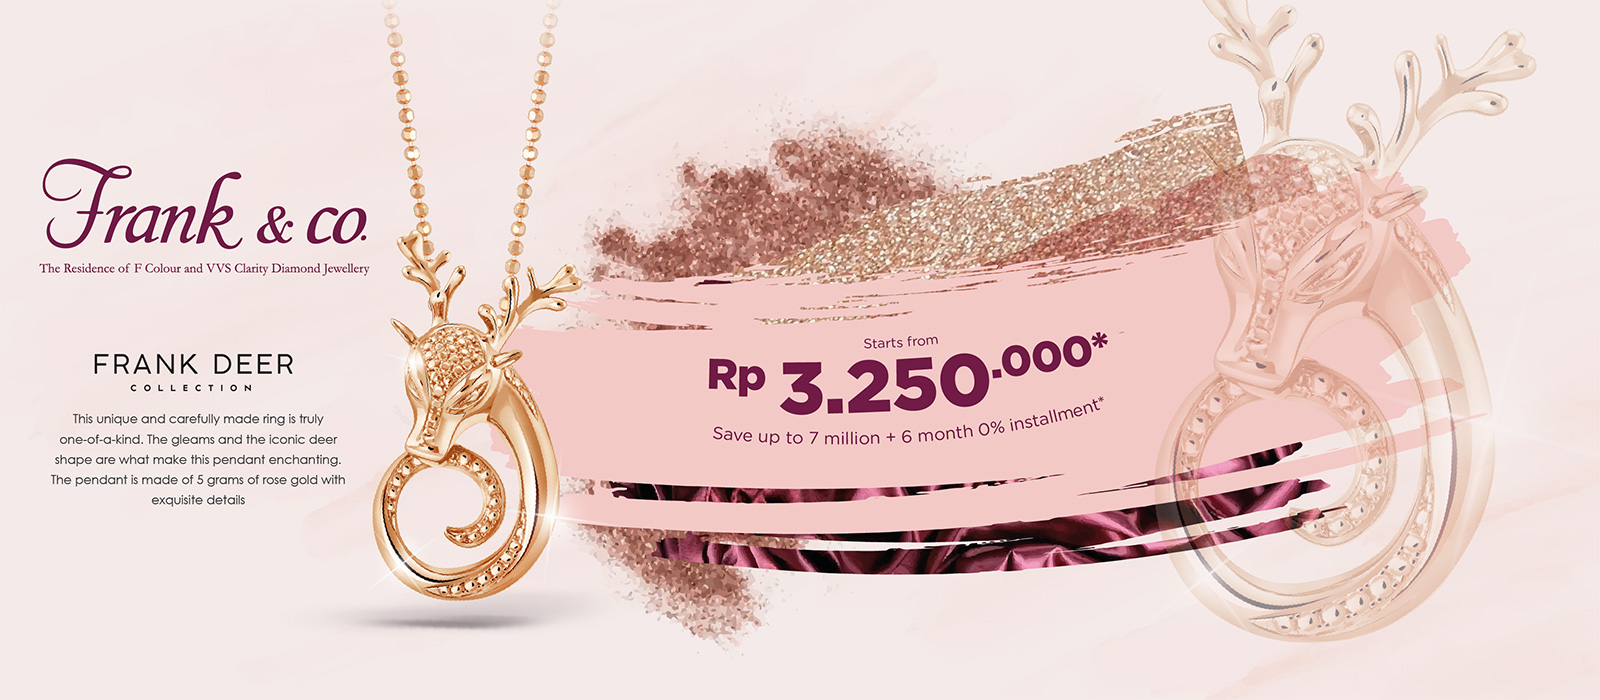 Frank & co.
The Residence of F Colour and VVS Clarity Diamond Jewellery
FRANK DEER
COLLECTION
This unique and carefully made ring is truly
one-of-a-kind. The gleams and the iconic deer
shape are what make this pendant enchanting.
The pendant is made of 5 grams of rose gold with
exquisite details
Starts from
Rp 3.250.000*
Save up to 7 million + 6 month 0% installment*